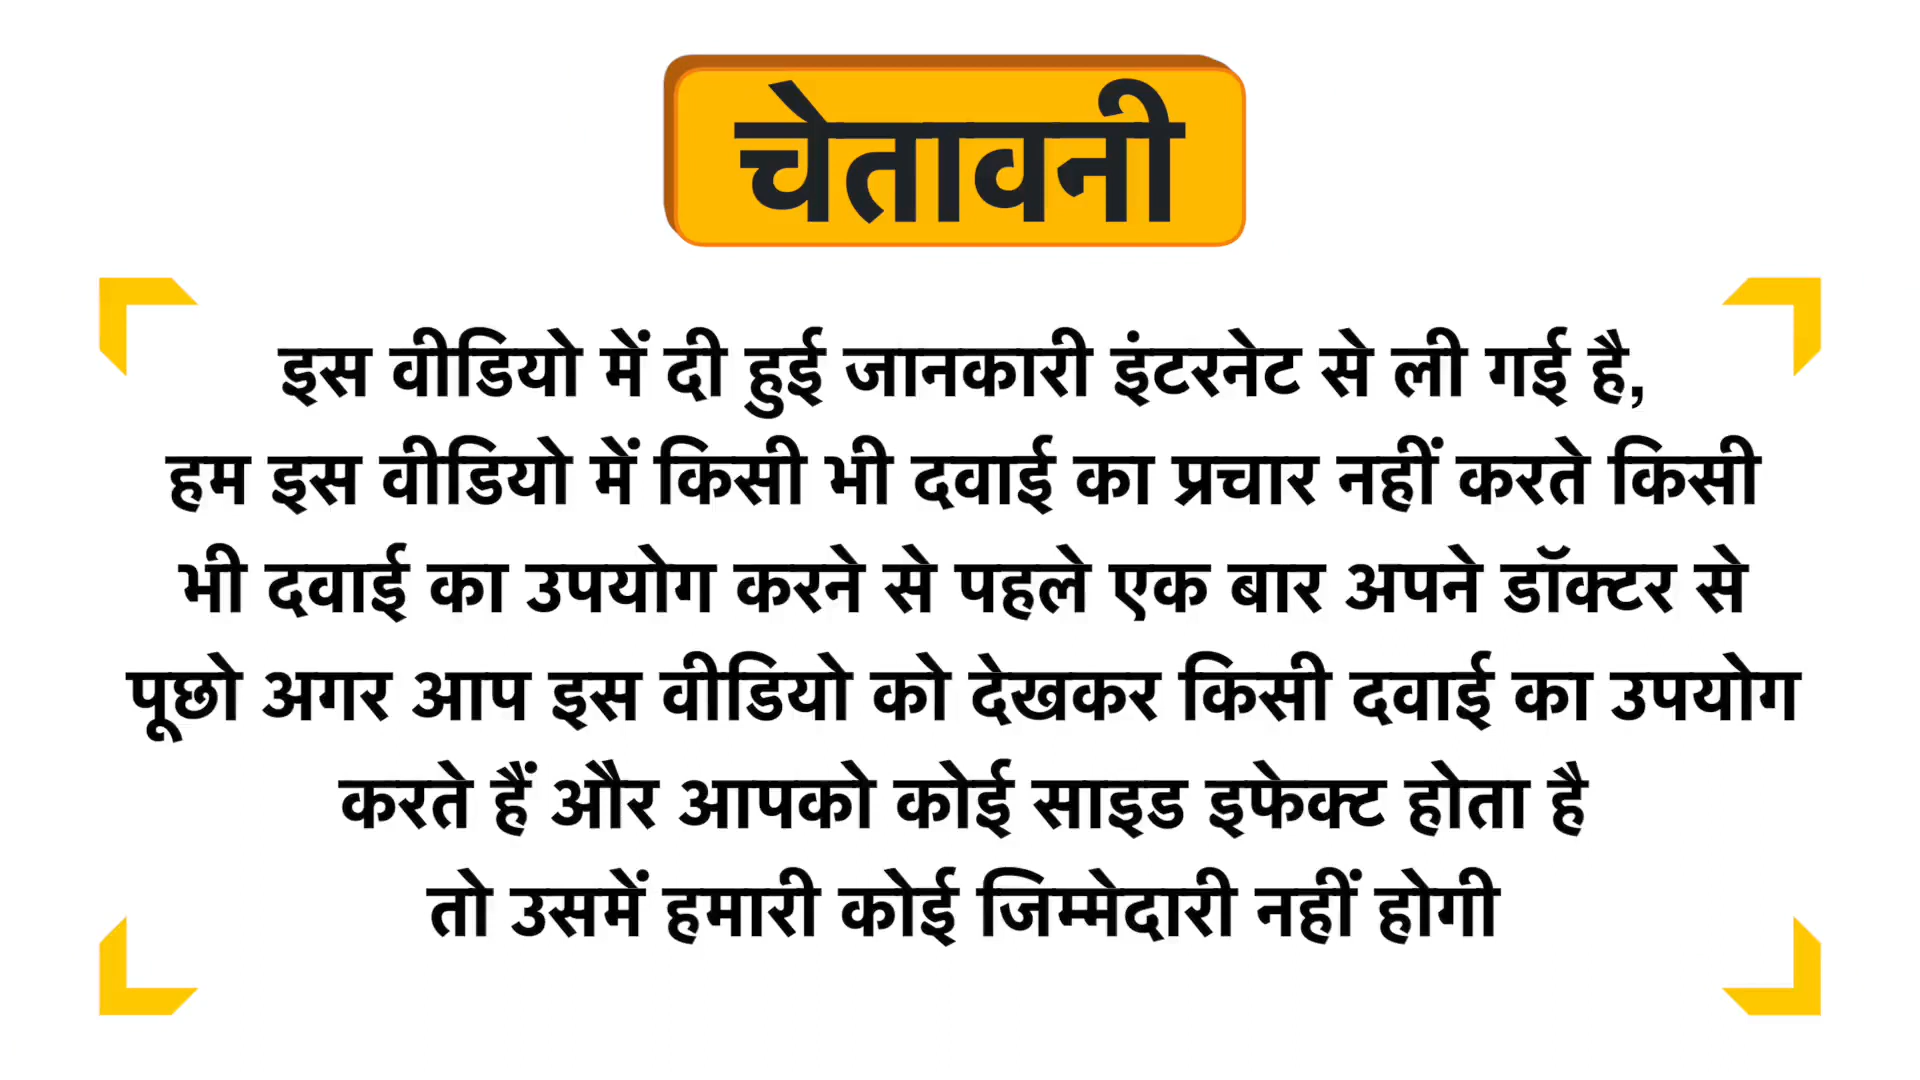 चेतावनी
इस वीडियो में दी हुई जानकारी इंटरनेट से ली गई है,
हम इस वीडियो में किसी भी दवाई का प्रचार नहीं करते किसी
भी दवाई का उपयोग करने से पहले एक बार अपने डॉक्टर से
पूछो अगर आप इस वीडियो को देखकर किसी दवाई का उपयोग
करते हैं और आपको कोई साइड इफेक्ट होता है
तो उसमें हमारी कोई जिम्मेदारी नहीं होगी